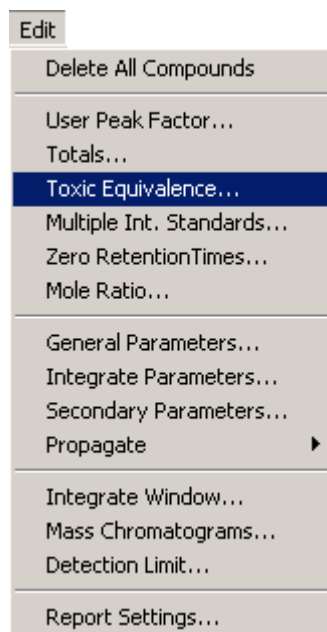 Edit
Delete All Compounds
User Peak Factor...
Totals...
Toxic Equivalence...
Multiple Int. Standards...
Zero RetentionTimes...
Mole Ratio...
General Parameters...
Integrate Parameters...
Secondary Parameters...
Propagate
Integrate Window...
Mass Chromatograms...
Detection Limit...
Report Settings...